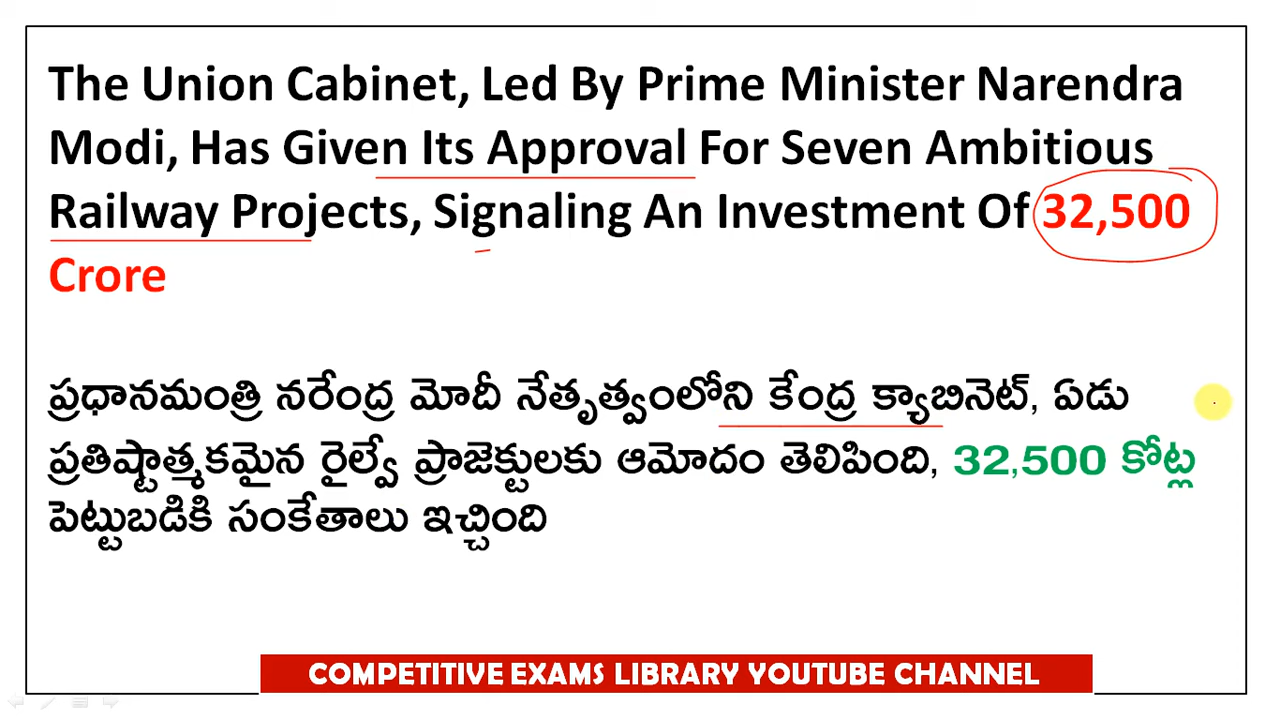 The Union Cabinet, Led By Prime Minister Narendra
Modi, Has Given Its Approval For Seven Ambitious
Railway Projects, Signaling An Investment Of 32,500
Crore
ప్రధానమంత్రి నరేంద్ర మోదీ నేతృత్వంలోని కేంద్ర క్యాబినెట్, ఏడు
ప్రతిష్టాత్మకమైన రైల్వే ప్రాజెక్టులకు ఆమోదం తెలిపింది, 32,500 కోట్ల
పెట్టుబడికి సంకేతాలు ఇచ్చింది
COMPETITIVE EXAMS LIBRARY YOUTUBE CHANNEL